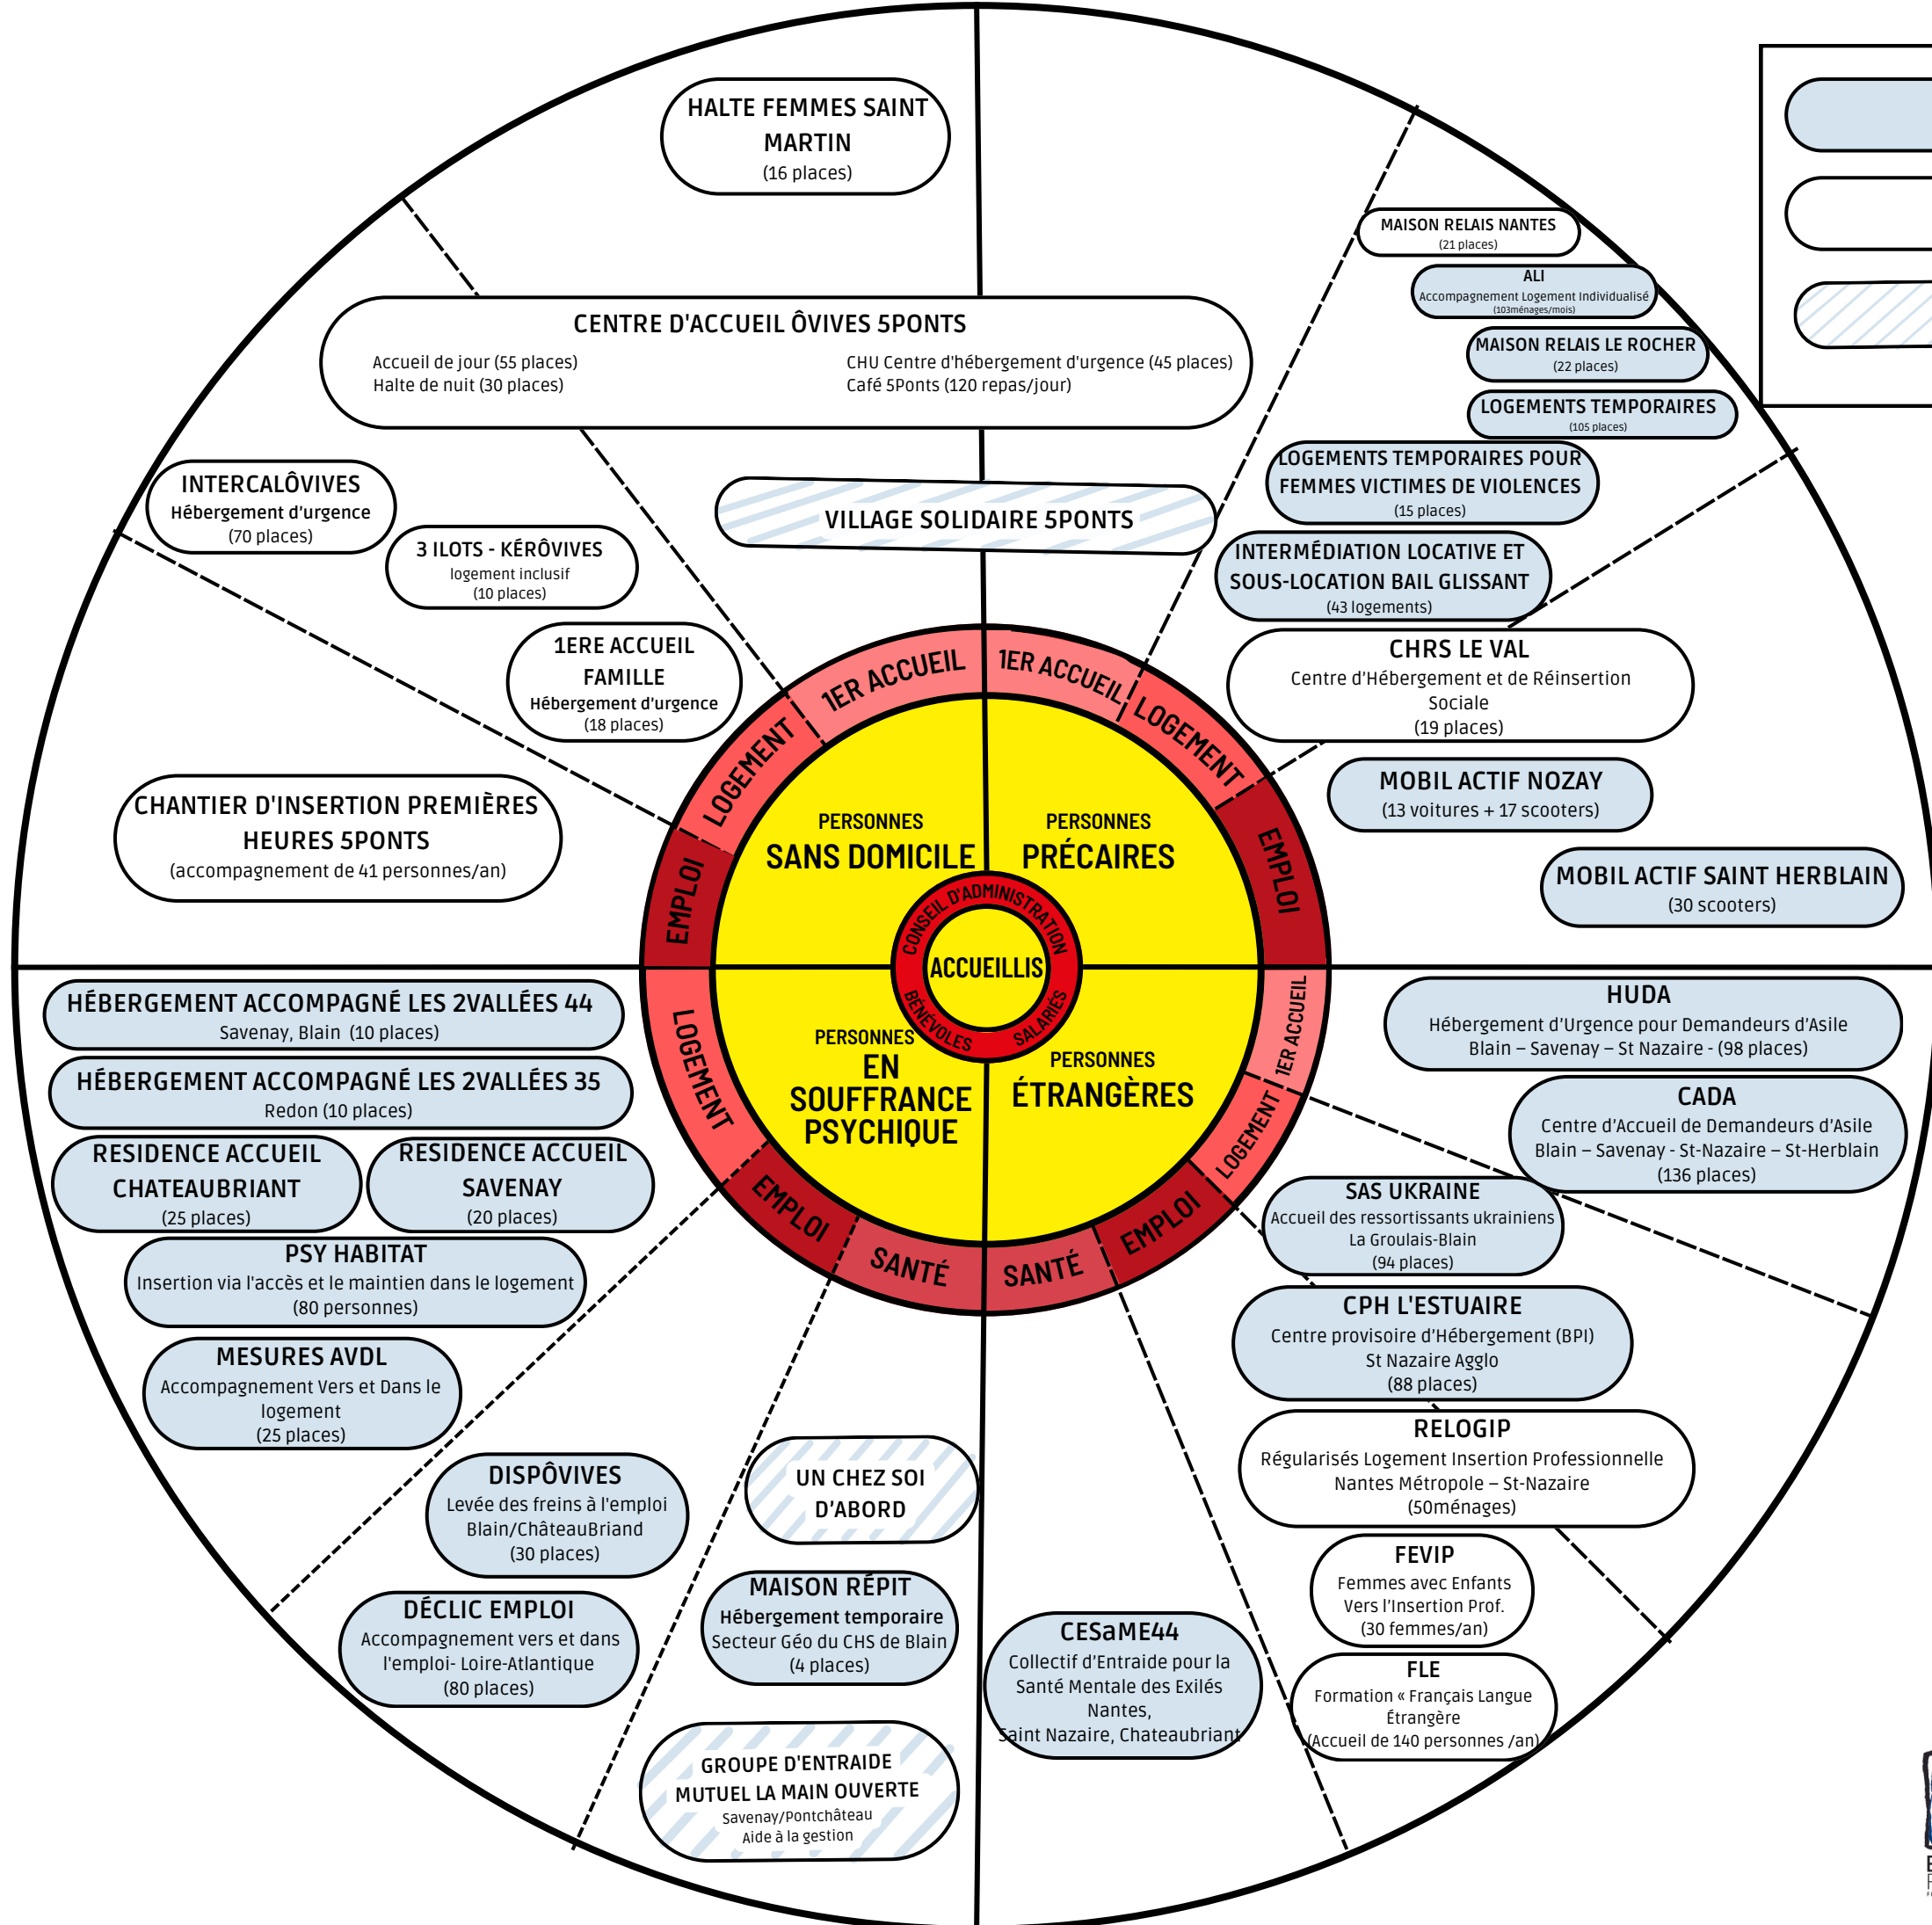 HALTE FEMMES SAINT
MARTIN
(16 places)
CENTRE D'ACCUEIL ÔVIVES 5PONTS
Accueil de jour (55 places)
Halte de nuit (30 places)
CHU Centre d'hébergement d'urgence (45 places)
Café 5Ponts (120 repas/jour)
VILLAGE SOLIDAIRE 5PONTS
INTERCALÔVIVES
Hébergement d'urgence
(70 places)
3 ILOTS - KÉRÔVIVES
logement inclusif
(10 places)
1ERE ACCUEIL
FAMILLE
Hébergement d'urgence
(18 places)
CHANTIER D'INSERTION PREMIÈRES
HEURES 5PONTS
(accompagnement de 41 personnes/an)
MAISON RELAIS NANTES
(21 places)
ALI
Accompagnement Logement Individualisé
(103ménages/mois)
MAISON RELAIS LE ROCHER
(22 places)
LOGEMENTS TEMPORAIRES
(105 places)
LOGEMENTS TEMPORAIRES POUR
FEMMES VICTIMES DE VIOLENCES
(15 places)
INTERMÉDIATION LOCATIVE ET
SOUS-LOCATION BAIL GLISSANT
(43 logements)
CHRS LE VAL
Centre d'Hébergement et de Réinsertion
Sociale
(19 places)
MOBIL ACTIF NOZAY
(13 voitures + 17 scooters)
MOBIL ACTIF SAINT HERBLAIN
(30 scooters)
EMPLOI
LOGEMENT
1ER ACCUEIL
1ER ACCUEIL
LOGEMENT
EMPLOI
PERSONNES
SANS DOMICILE
PERSONNES
PRÉCAIRES
CONSEIL D'ADMINISTRATION
ACCUEILLIS
BÉNÉVOLES
SALARIÉS
PERSONNES
EN
SOUFFRANCE
PSYCHIQUE
PERSONNES
ÉTRANGÈRES
LOGEMENT
EMPLOI
SANTÉ
SANTÉ
EMPLOI
LOGEMENT
1ER ACCUEIL
HÉBERGEMENT ACCOMPAGNÉ LES 2VALLÉES 44
Savenay, Blain (10 places)
HÉBERGEMENT ACCOMPAGNÉ LES 2VALLÉES 35
Redon (10 places)
RESIDENCE ACCUEIL
CHATEAUBRIANT
(25 places)
RESIDENCE ACCUEIL
SAVENAY
(20 places)
PSY HABITAT
Insertion via l'accès et le maintien dans le logement
(80 personnes)
MESURES AVDL
Accompagnement Vers et Dans le
logement
(25 places)
DISPÔVIVES
Levée des freins à l'emploi
Blain/ChâteauBriand
(30 places)
DÉCLIC EMPLOI
Accompagnement vers et dans
l'emploi- Loire-Atlantique
(80 places)
UN CHEZ SOI
D'ABORD
MAISON RÉPIT
Hébergement temporaire
Secteur Géo du CHS de Blain
(4 places)
GROUPE D'ENTRAIDE
MUTUEL LA MAIN OUVERTE
Savenay/Pontchâteau
Aide à la gestion
HUDA
Hébergement d'Urgence pour Demandeurs d'Asile
Blain – Savenay – St Nazaire - (98 places)
CADA
Centre d'Accueil de Demandeurs d'Asile
Blain – Savenay - St-Nazaire – St-Herblain
(136 places)
SAS UKRAINE
Accueil des ressortissants ukrainiens
La Groulais-Blain
(94 places)
CPH L'ESTUAIRE
Centre provisoire d'Hébergement (BPI)
St Nazaire Agglo
(88 places)
RELOGIP
Régularisés Logement Insertion Professionnelle
Nantes Métropole – St-Nazaire
(50ménages)
FEVIP
Femmes avec Enfants
Vers l'Insertion Prof.
(30 femmes/an)
FLE
Formation « Français Langue
Étrangère
(Accueil de 140 personnes /an)
CESaME44
Collectif d'Entraide pour la
Santé Mentale des Exilés
Nantes,
Saint Nazaire, Chateaubriant